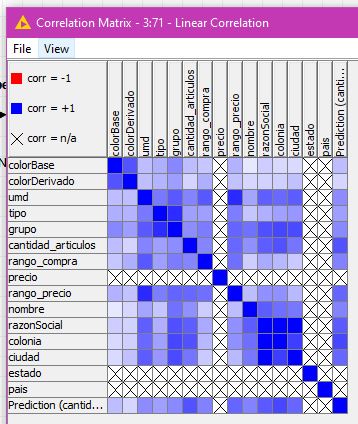 Correlation Matrix - 3:71 - Linear Correlation
File View
corr = -1
corr = +1
corr = n/a
colorBase
colorDerivado
umd
tipo
grupo
cantidad_articulos
rango_compra
precio
rango_precio
nombre
razonSocial
colonia
ciudad
estado
pais
Prediction (canti...
colorBase
colorDerivado
umd
tipo
grupo
cantidad_articulos
rango_compra
precio
rango_precio
nombre
razonSocial
colonia
ciudad
estado
pais
Prediction (cantid...